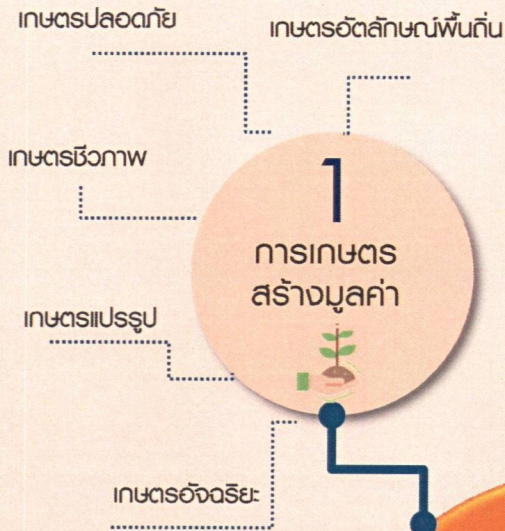 เกษตรปลอดภัย
เกษตรอัตลักษณ์พื้นถิ่น
เกษตรชีวภาพ
1
การเกษตร
สร้างมูลค่า
เกษตรแปรรูป
เกษตรอัจฉริยะ